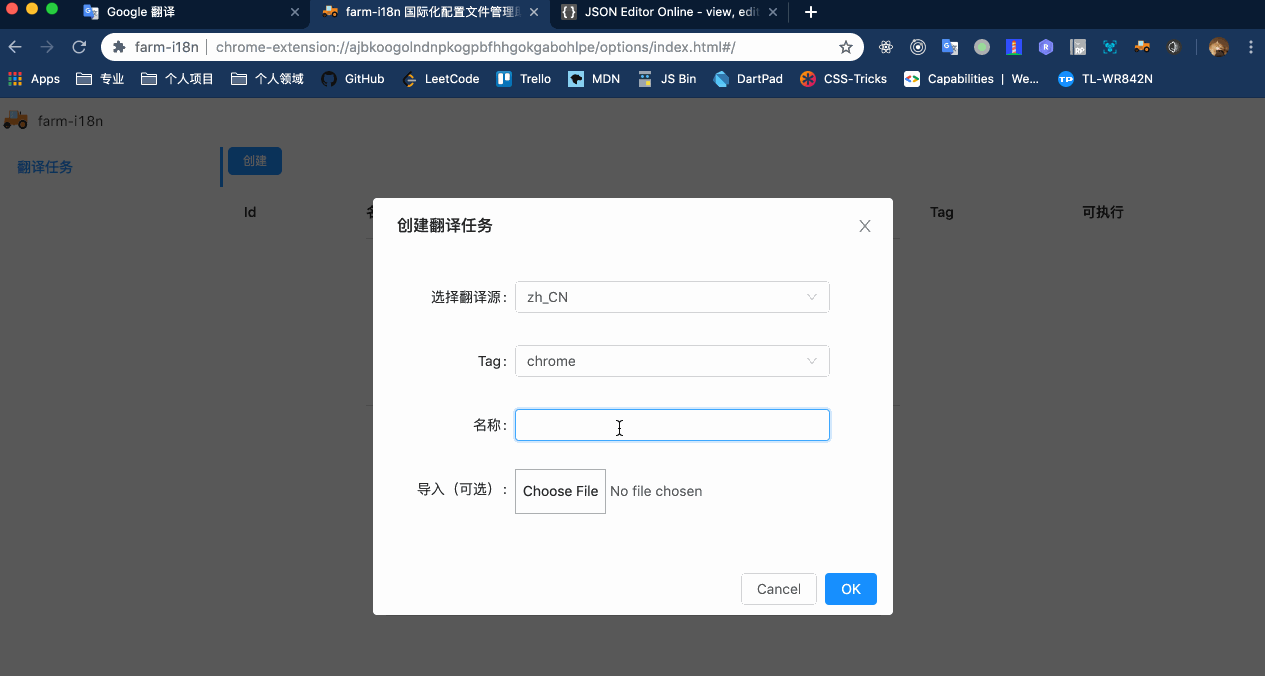 Google 翻译
farm-i18n 国际化配置文件管理
JSON Editor Online - view, edit
farm-i18n
chrome-extension://ajbkoogolndnpkogpbfhhgokgabohlpe/options/index.html#/
Apps 专业 个人项目 个人领域 GitHub LeetCode Trello MDN JS Bin DartPad CSS-Tricks Capabilities | We... TL-WR842N
farm-i18n
翻译任务
创建
Id Tag 可执行
创建翻译任务
选择翻译源: zh_CN
Tag: chrome
名称:
导入（可选）: Choose File No file chosen
Cancel OK